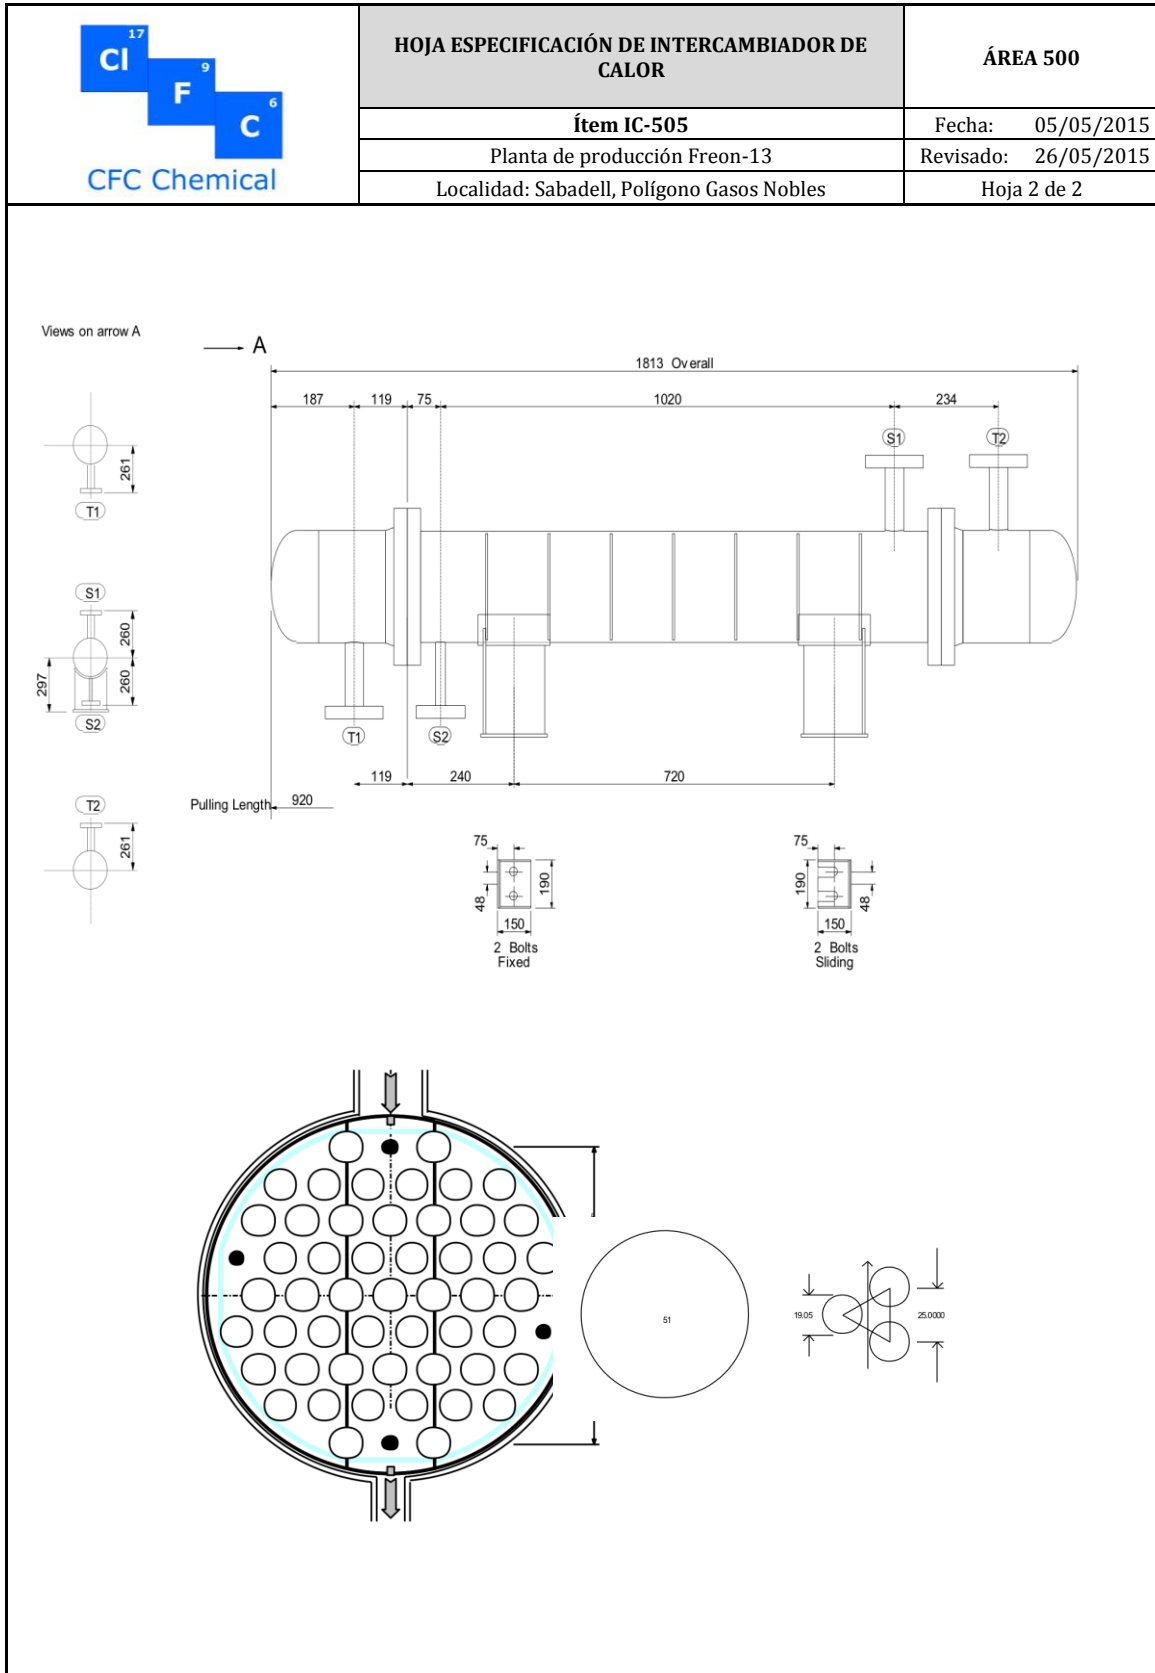 17
Cl
9
F
6
C
CFC Chemical
HOJA ESPECIFICACIÓN DE INTERCAMBIADOR DE
CALOR
ÁREA 500
Ítem IC-505
Fecha: 05/05/2015
Planta de producción Freon-13
Revisado: 26/05/2015
Localidad: Sabadell, Polígono Gasos Nobles
Hoja 2 de 2
Views on arrow A
A
1813 Overall
187 119 75 1020 234
S1 T2
261
T1
S1
260
297
260
S2
T1 S2
119 240 720
Pulling Length 920
T2
261
75
190
48
150
2 Bolts
Fixed
75
190
48
150
2 Bolts
Sliding
51
19.05
25.0000